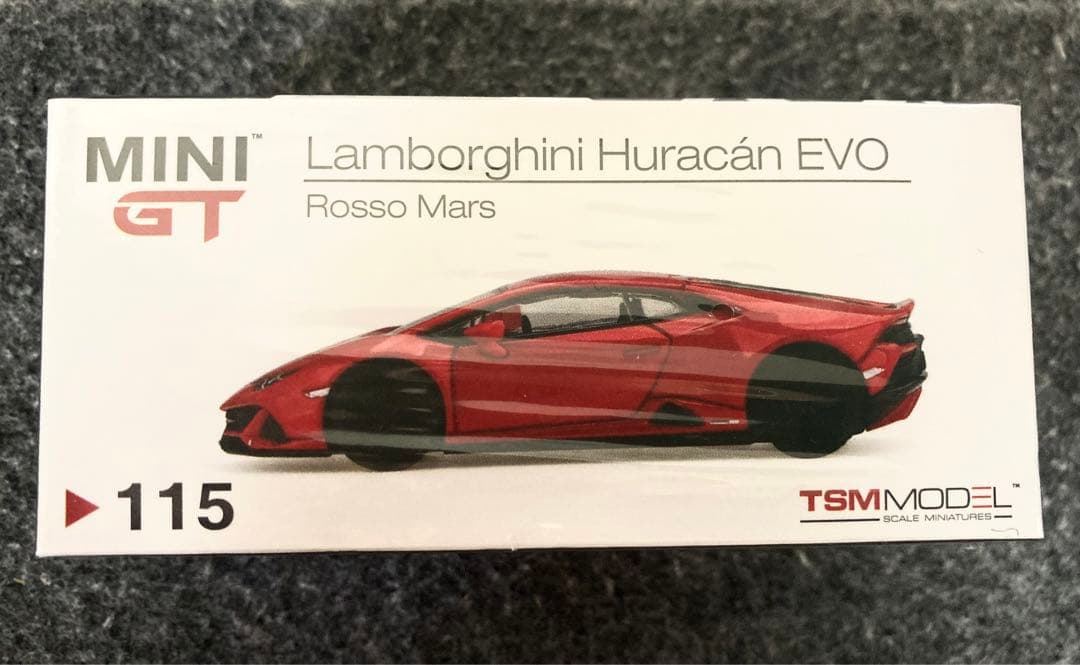 MINI™
GT
Lamborghini Huracán EVO
Rosso Mars
115
TSMMODEL™
SCALE MINIATURES